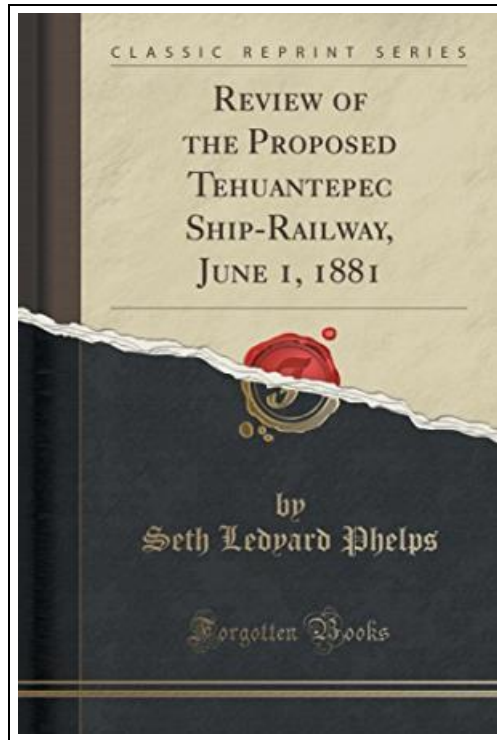 CLASSIC REPRINT SERIES
REVIEW OF
THE PROPOSED
TEHUANTEPEC
SHIP-RAILWAY,
JUNE 1, 1881
by
Seth Ledyard Phelps
Forgotten Books